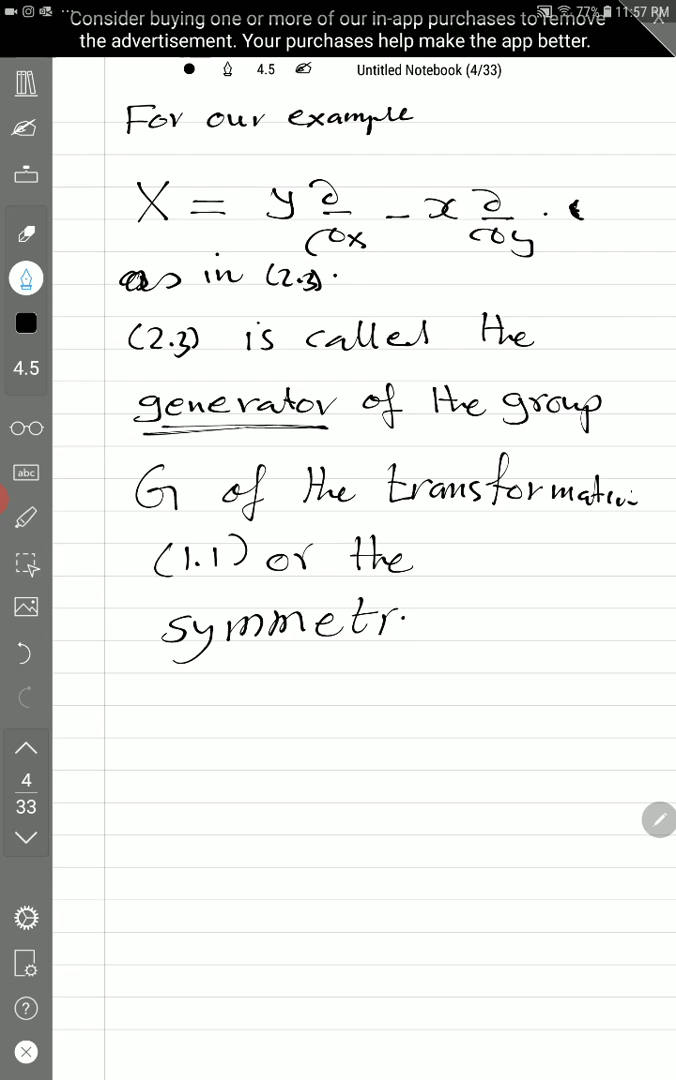 Consider buying one or more of our in-app purchases to remove
the advertisement. Your purchases help make the app better.
77% 11:57 PM
4.5 Untitled Notebook (4/33)
For our example
X = y ∂/∂x - x ∂/∂y .
as in (2.3).
(2.3) is called the
generator of the group
4.5
G of the transformation
abc
(1.1) or the
symmetr.
4
33